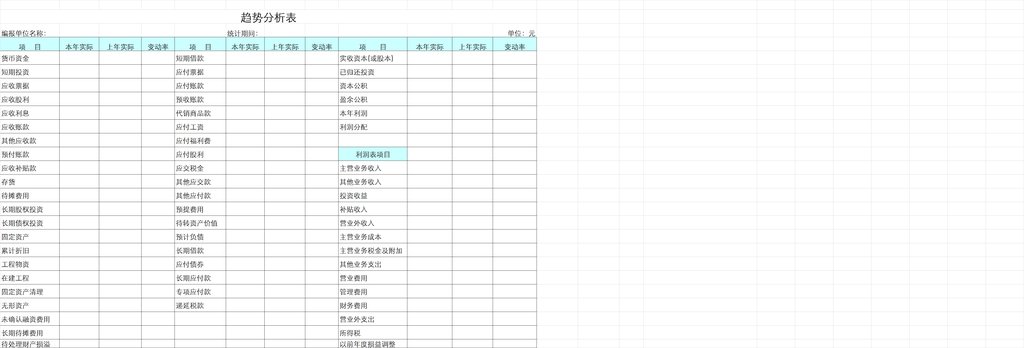 趋势分析表
编报单位名称: 统计期间: 单位: 元
项 目 本年实际 上年实际 变动率 项 目 本年实际 上年实际 变动率 项 目 本年实际 上年实际 变动率
货币资金 短期借款 实收资本(或股本)
短期投资 应付票据 已归还投资
应收票据 应付账款 资本公积
应收股利 预收账款 盈余公积
应收利息 代销商品款 本年利润
应收账款 应付工资 利润分配
其他应收款 应付福利费
预付账款 应付股利 利润表项目
应收补贴款 应交税金 主营业务收入
存货 其他应交款 其他业务收入
待摊费用 其他应付款 投资收益
长期股权投资 预提费用 补贴收入
长期债权投资 待转资产价值 营业外收入
固定资产 预计负债 主营业务成本
累计折旧 长期借款 主营业务税金及附加
工程物资 应付债券 其他业务支出
在建工程 长期应付款 营业费用
固定资产清理 专项应付款 管理费用
无形资产 递延税款 财务费用
未确认融资费用 营业外支出
长期待摊费用 所得税
待处理财产损溢 以前年度损益调整